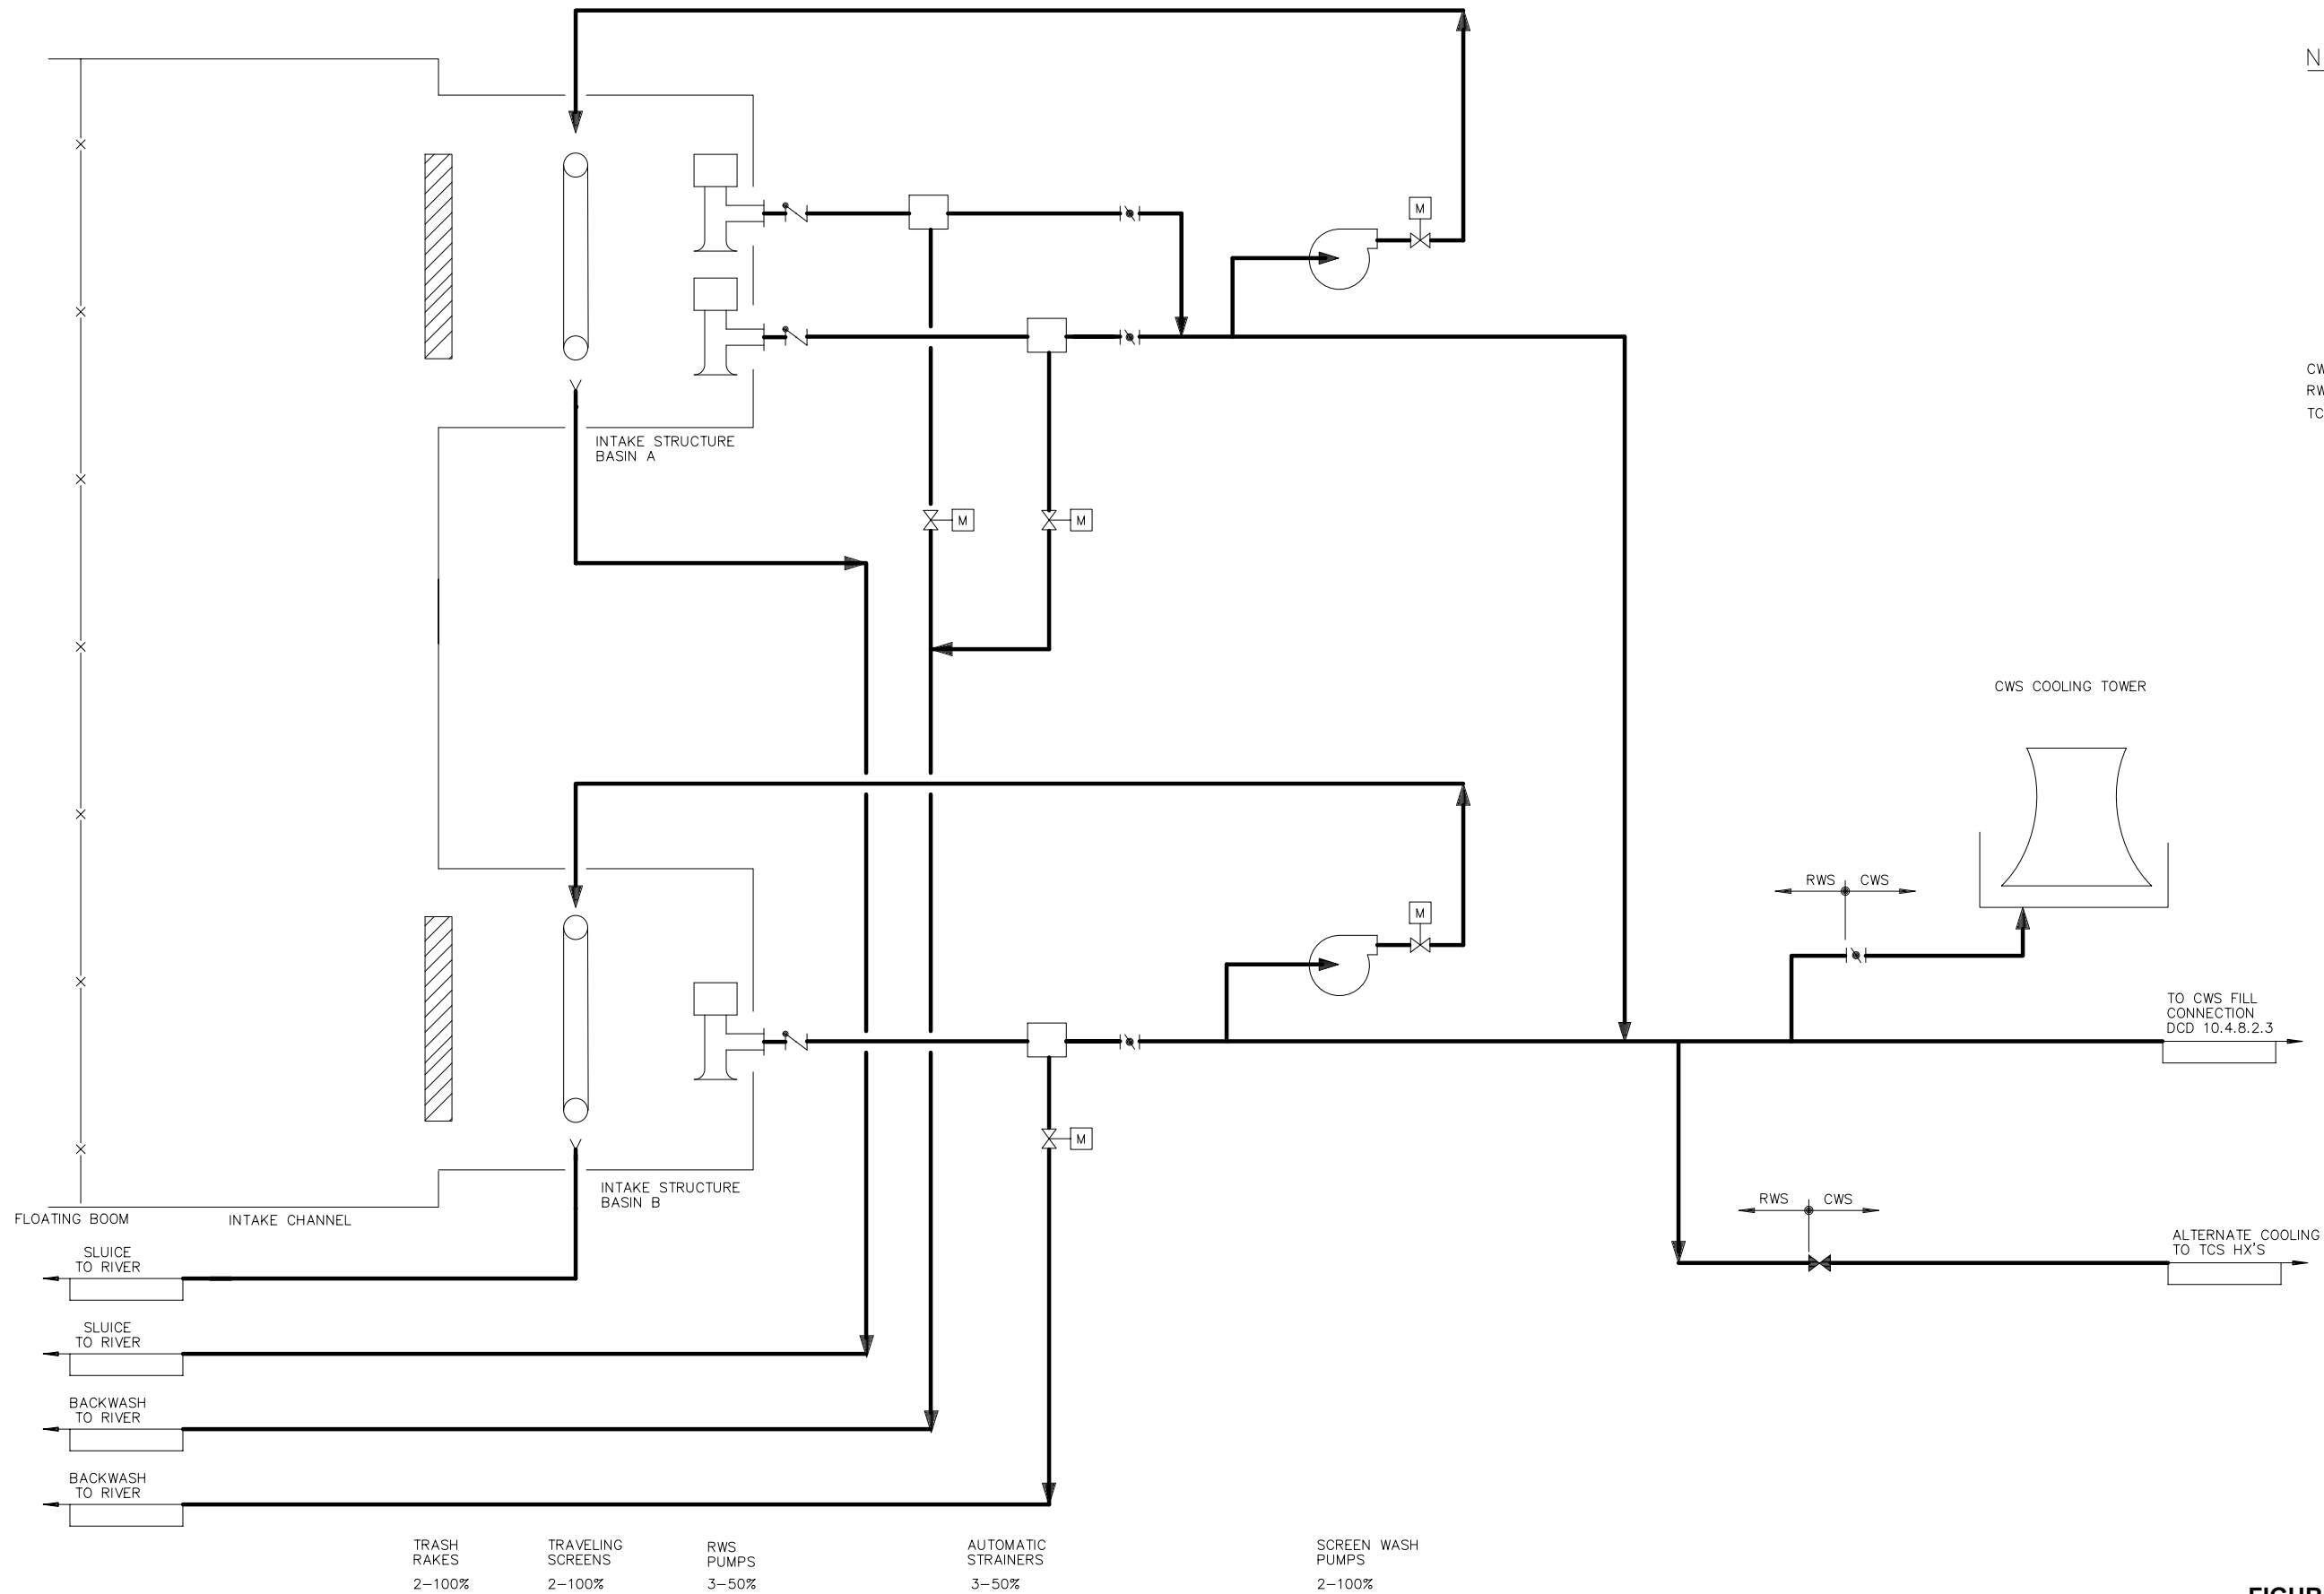 N
M
CW
RW
TC
INTAKE STRUCTURE
BASIN A
M
M
CWS COOLING TOWER
RWS
CWS
M
TO CWS FILL
CONNECTION
DCD 10.4.8.2.3
M
INTAKE STRUCTURE
BASIN B
RWS
CWS
FLOATING BOOM
INTAKE CHANNEL
ALTERNATE COOLING
TO TCS HX'S
SLUICE
TO RIVER
SLUICE
TO RIVER
BACKWASH
TO RIVER
BACKWASH
TO RIVER
TRASH
RAKES
2-100%
TRAVELING
SCREENS
2-100%
RWS
PUMPS
3-50%
AUTOMATIC
STRAINERS
3-50%
SCREEN WASH
PUMPS
2-100%